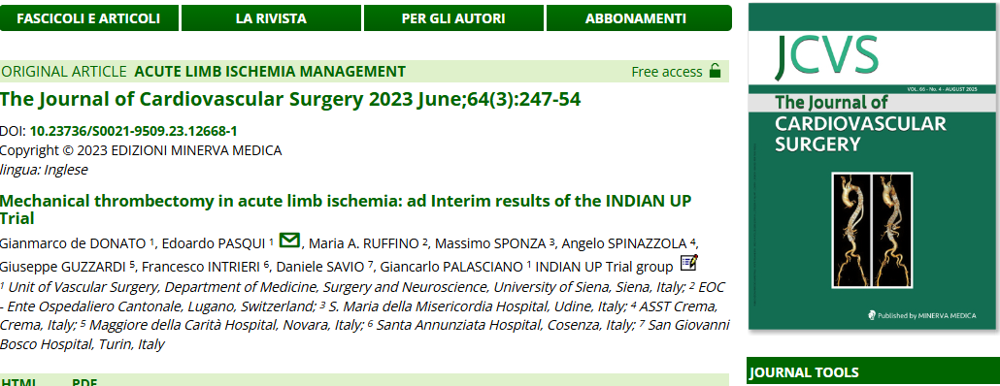 FASCICOLI E ARTICOLI LA RIVISTA PER GLI AUTORI ABBONAMENTI
ORIGINAL ARTICLE ACUTE LIMB ISCHEMIA MANAGEMENT Free access
The Journal of Cardiovascular Surgery 2023 June;64(3):247-54
DOI: 10.23736/S0021-9509.23.12668-1
Copyright © 2023 EDIZIONI MINERVA MEDICA
lingua: Inglese
Mechanical thrombectomy in acute limb ischemia: ad Interim results of the INDIAN UP
Trial
Gianmarco de DONATO 1, Edoardo PASQUI 1 , Maria A. RUFFINO 2, Massimo SPONZA 3, Angelo SPINAZZOLA 4,
Giuseppe GUZZARDI 5, Francesco INTRIERI 6, Daniele SAVIO 7, Giancarlo PALASCIANO 1 INDIAN UP Trial group
1 Unit of Vascular Surgery, Department of Medicine, Surgery and Neuroscience, University of Siena, Siena, Italy; 2 EOC
- Ente Ospedaliero Cantonale, Lugano, Switzerland; 3 S. Maria della Misericordia Hospital, Udine, Italy; 4 ASST Crema,
Crema, Italy; 5 Maggiore della Carità Hospital, Novara, Italy; 6 Santa Annunziata Hospital, Cosenza, Italy; 7 San Giovanni
Bosco Hospital, Turin, Italy
HTML PDF
JCVS
VOL. 66 - No. 4 - AUGUST 2025
The Journal of
CARDIOVASCULAR
SURGERY
Published by MINERVA MEDICA
JOURNAL TOOLS